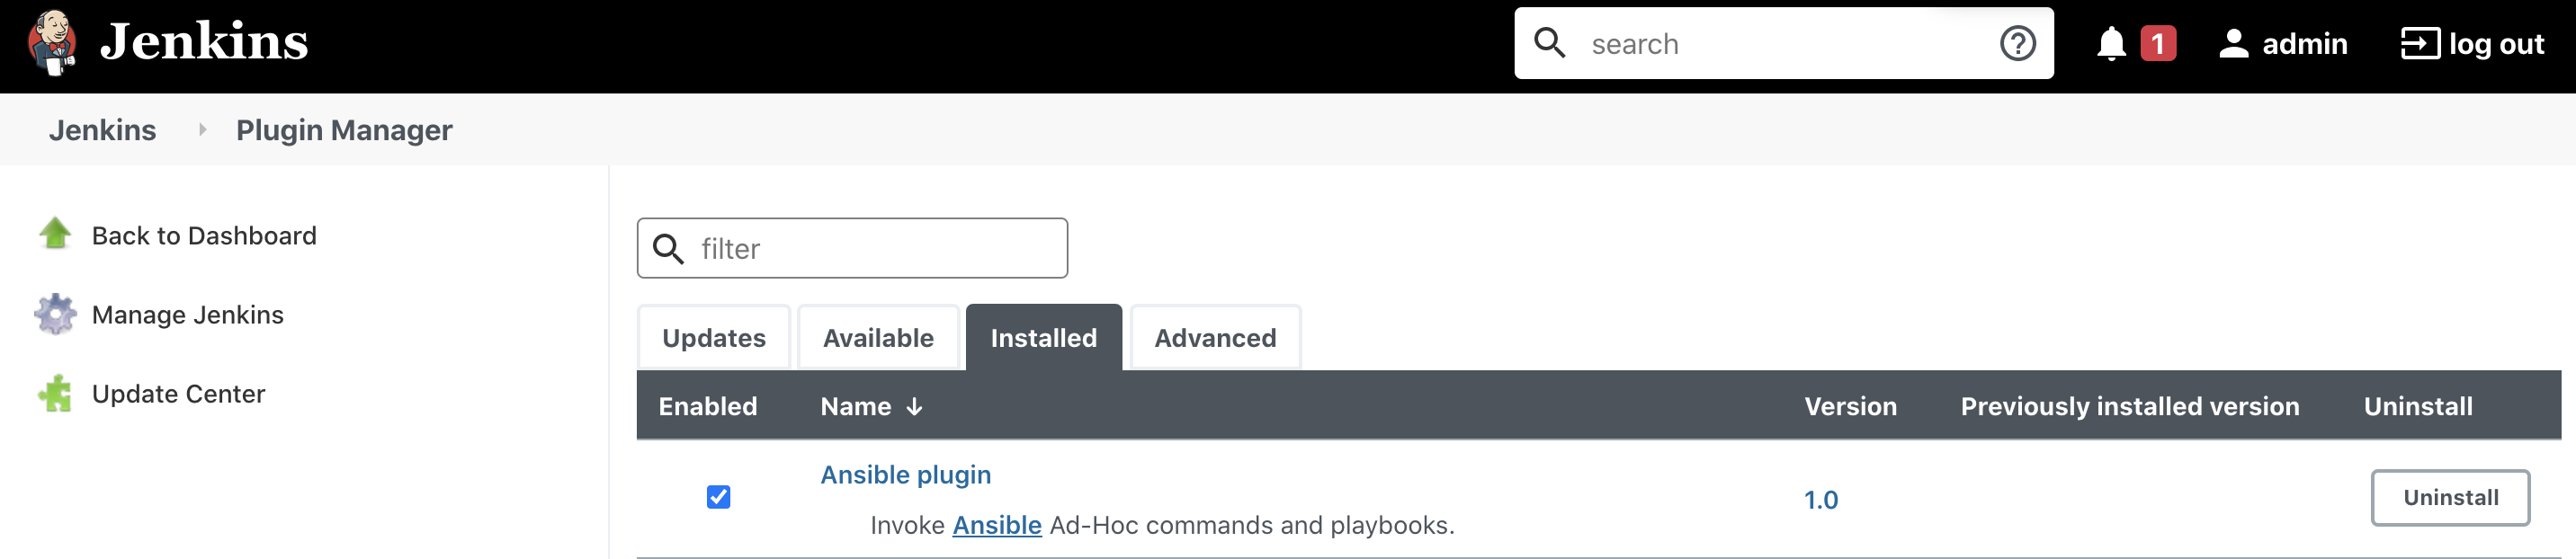 Jenkins
search
1
admin
log out
Jenkins
Plugin Manager
Back to Dashboard
Manage Jenkins
Update Center
filter
Updates
Available
Installed
Advanced
Enabled
Name ↓
Version
Previously installed version
Uninstall
Ansible plugin
Invoke Ansible Ad-Hoc commands and playbooks.
1.0
Uninstall